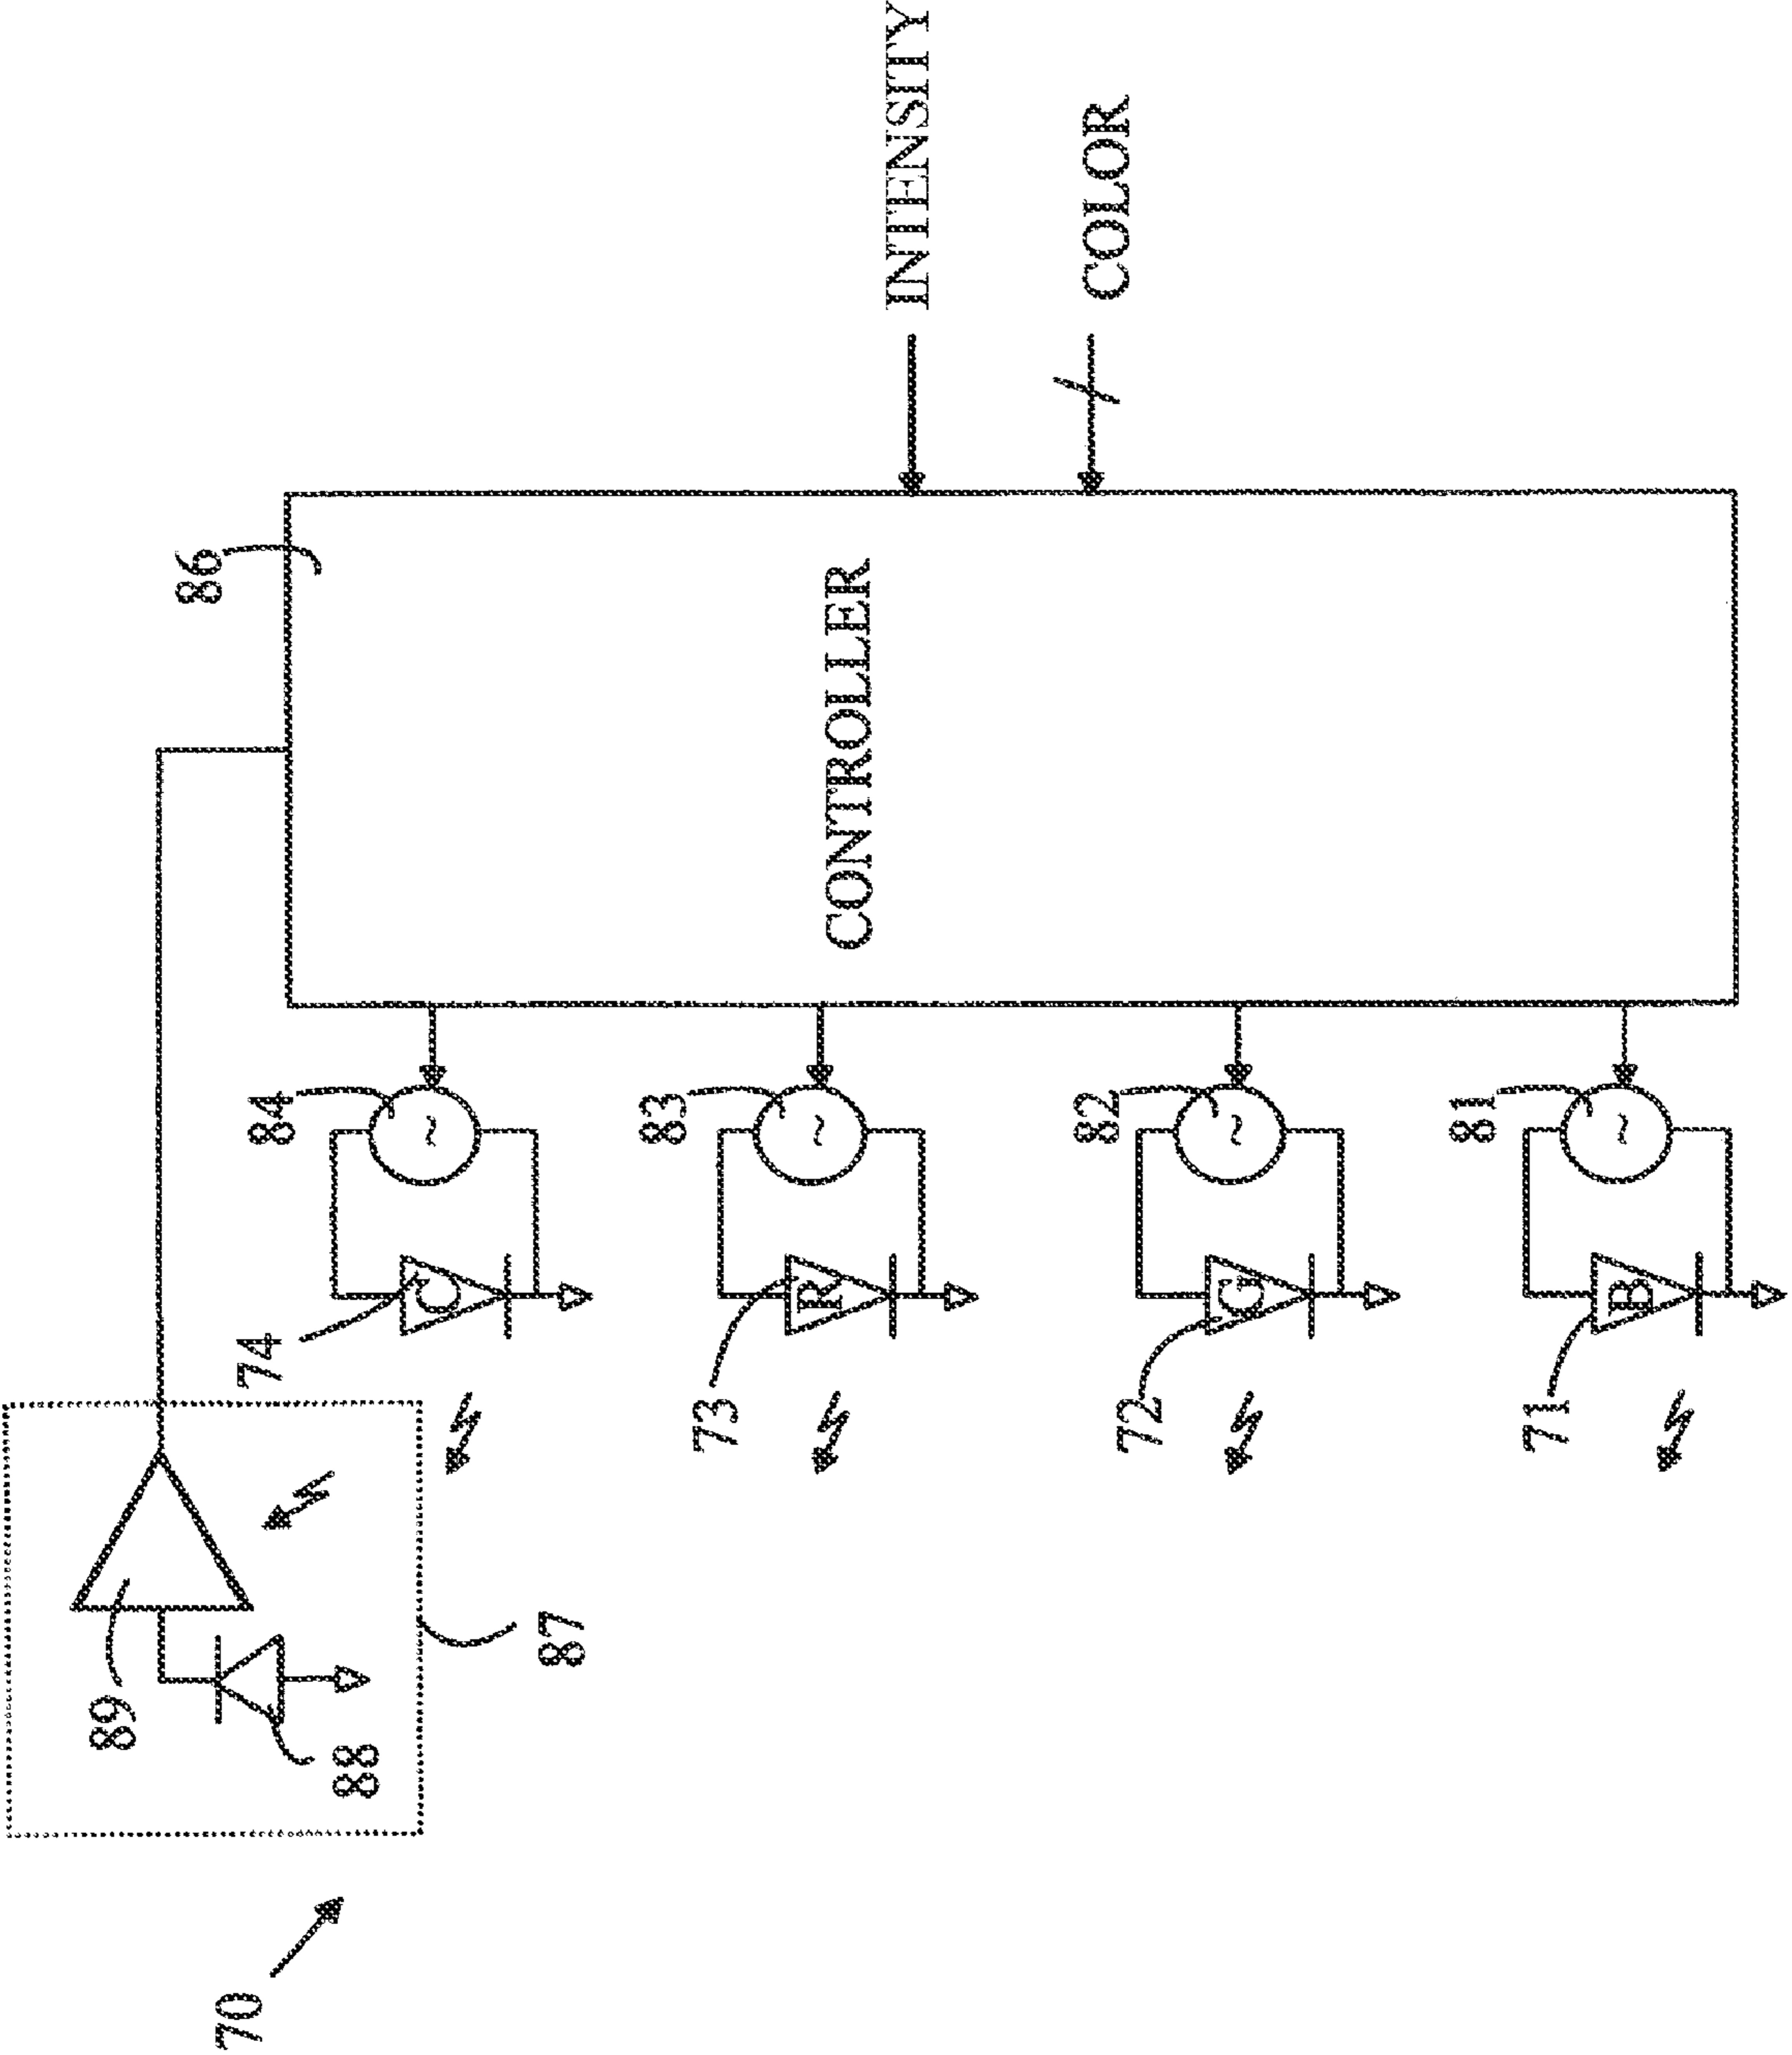 89
86
70
74
84
88
C ~
87
83
73
R ~
CONTROLLER
INTENSITY
82
COLOR
72
G ~
81
71
B ~